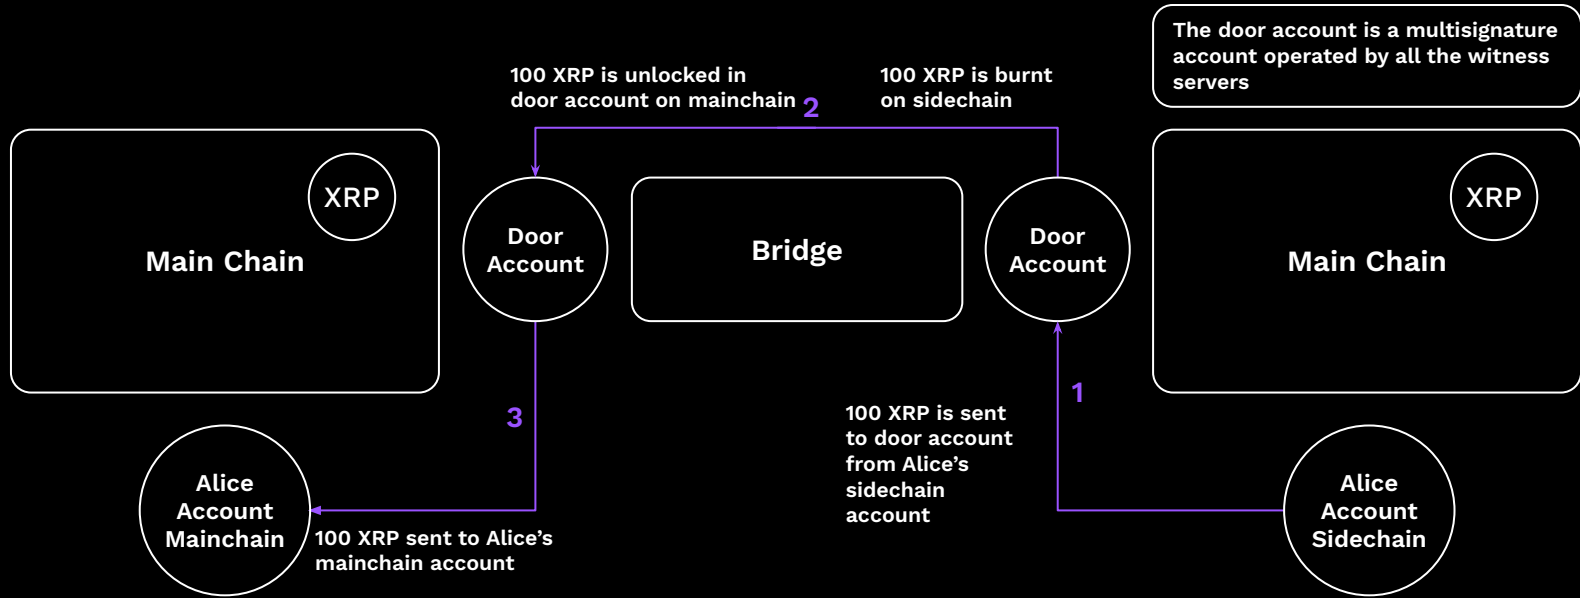 The door account is a multisignature
account operated by all the witness
servers
100 XRP is unlocked in
door account on mainchain
2
100 XRP is burnt
on sidechain
XRP
Main Chain
Door
Account
Bridge
Door
Account
XRP
Main Chain
3
1
100 XRP is sent
to door account
from Alice’s
sidechain
account
Alice
Account
Mainchain
100 XRP sent to Alice’s
mainchain account
Alice
Account
Sidechain